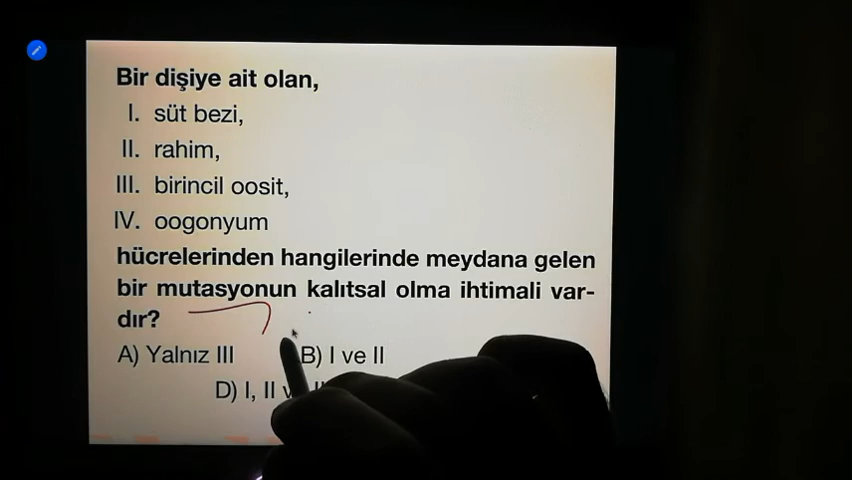 Bir dişiye ait olan,
I. süt bezi,
II. rahim,
III. birincil oosit,
IV. oogonyum
hücrelerinden hangilerinde meydana gelen
bir mutasyonun kalıtsal olma ihtimali var-
dır?
A) Yalnız III B) I ve II
D) I, II